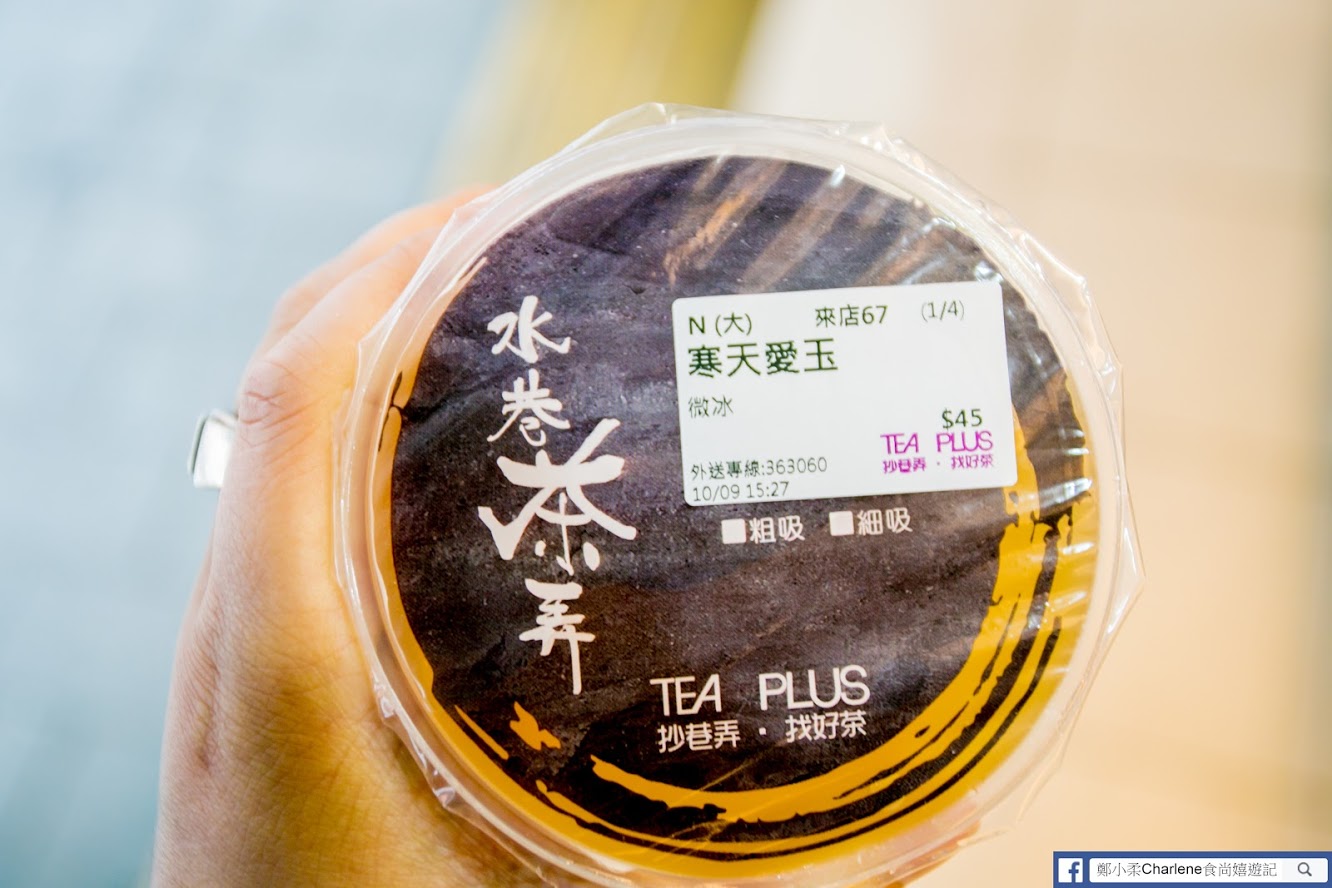 水巷茶弄
N (大) 來店67 (1/4)
寒天愛玉
微冰
$45
TEA PLUS
抄巷弄・找好茶
外送專線:363060
10/09 15:27
粗吸 細吸
TEA PLUS
抄巷弄・找好茶
鄭小柔Charlene食尚嬉遊記